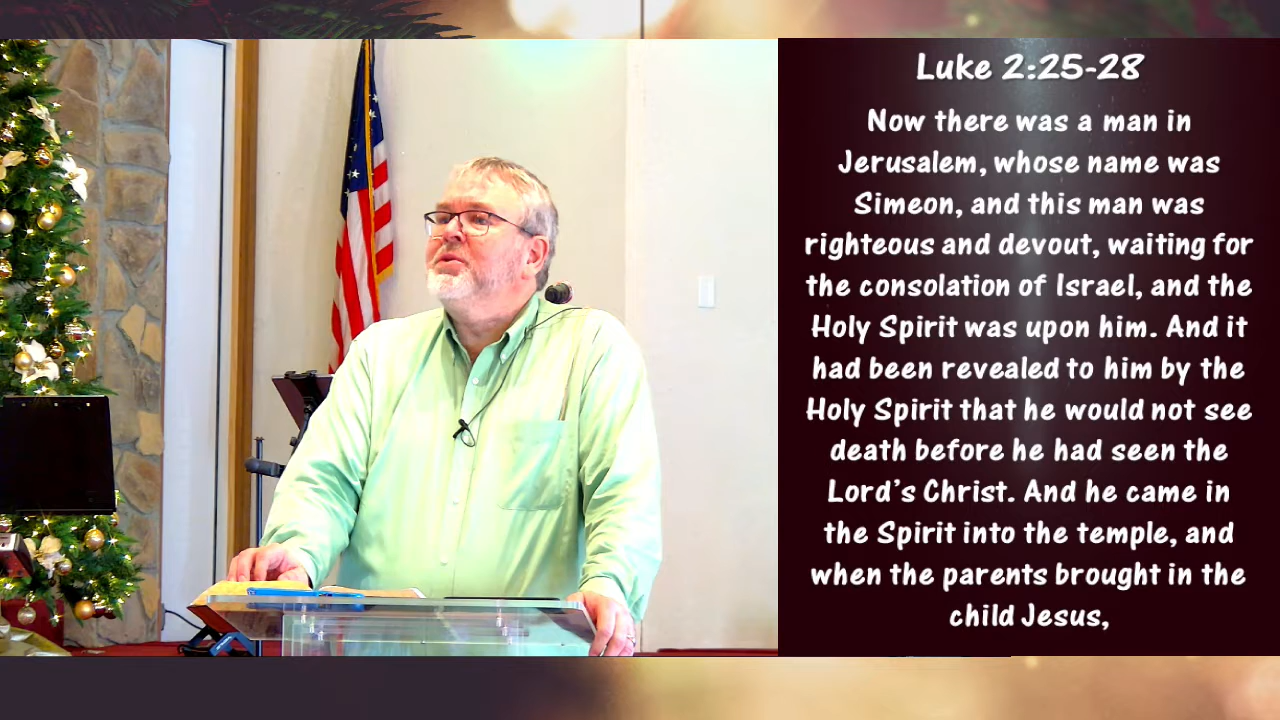 Luke 2:25-28
Now there was a man in
Jerusalem, whose name was
Simeon, and this man was
righteous and devout, waiting for
the consolation of Israel, and the
Holy Spirit was upon him. And it
had been revealed to him by the
Holy Spirit that he would not see
death before he had seen the
Lord’s Christ. And he came in
the Spirit into the temple, and
when the parents brought in the
child Jesus,